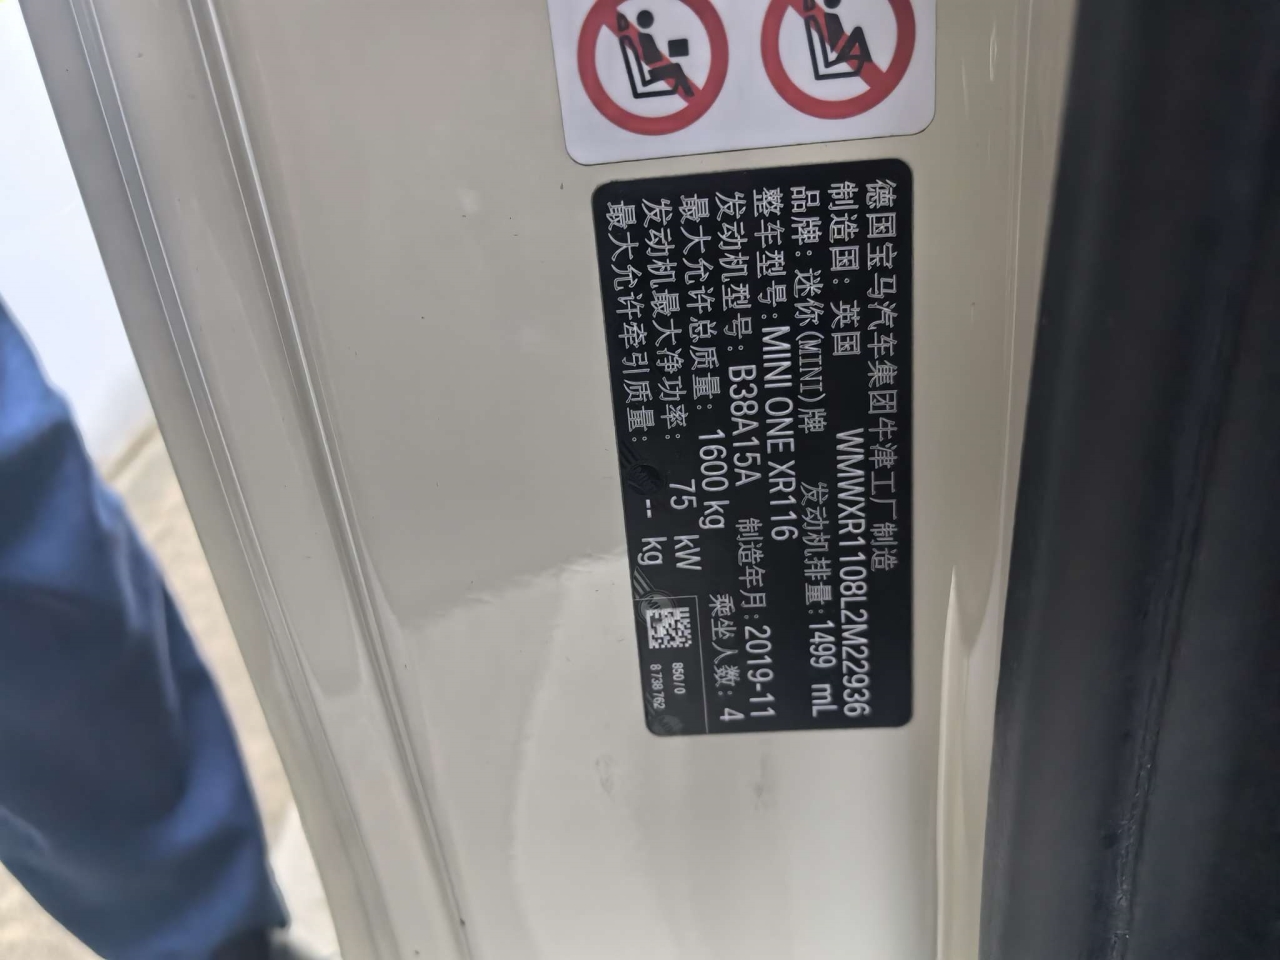 德国宝马汽车集团牛津工厂制造
制造国: 英国 WMWXR1108L2M22936
品牌: 迷你(MINI)牌 发动机排量:1499 mL
整车型号:MINI ONE XR116
发动机型号: B38A15A 制造年月:2019-11
最大允许总质量: 1600 kg 乘坐人数: 4
发动机最大净功率: 75 kW
最大允许牵引质量: -- kg
850/0
8 738 762